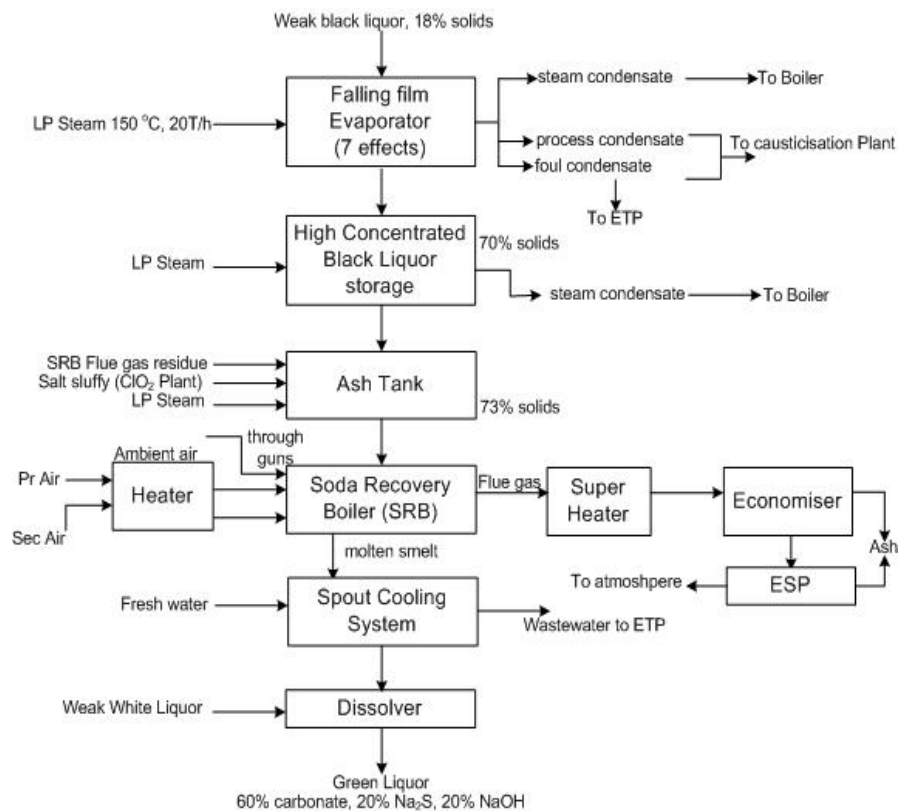 Weak black liquor, 18% solids
LP Steam 150 °C, 20T/h
Falling film
Evaporator
(7 effects)
steam condensate
To Boiler
process condensate
foul condensate
To causticisation Plant
To ETP
LP Steam
High Concentrated
Black Liquor
storage
70% solids
steam condensate
To Boiler
SRB Flue gas residue
Salt sluffy (ClO₂ Plant)
LP Steam
Ash Tank
73% solids
through
guns
Ambient air
Pr Air
Sec Air
Heater
Soda Recovery
Boiler (SRB)
Flue gas
Super
Heater
Economiser
Ash
molten smelt
To atmoshpere
ESP
Fresh water
Spout Cooling
System
Wastewater to ETP
Weak White Liquor
Dissolver
Green Liquor
60% carbonate, 20% Na₂S, 20% NaOH